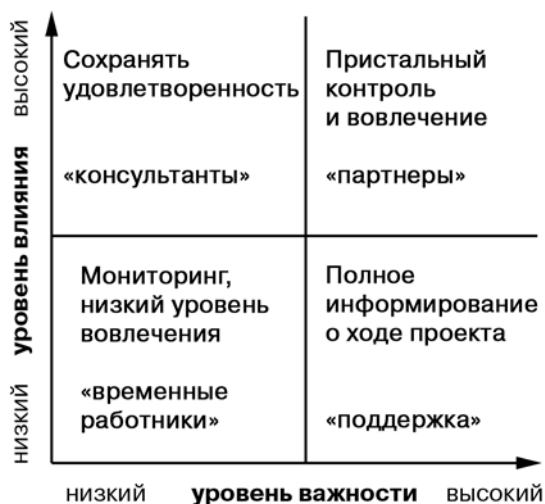 высокий
уровень влияния
низкий
Сохранять
удовлетворенность
«консультанты»
Пристальный
контроль
и вовлечение
«партнеры»
Мониторинг,
низкий уровень
вовлечения
«временные
работники»
Полное
информирование
о ходе проекта
«поддержка»
низкий уровень важности высокий